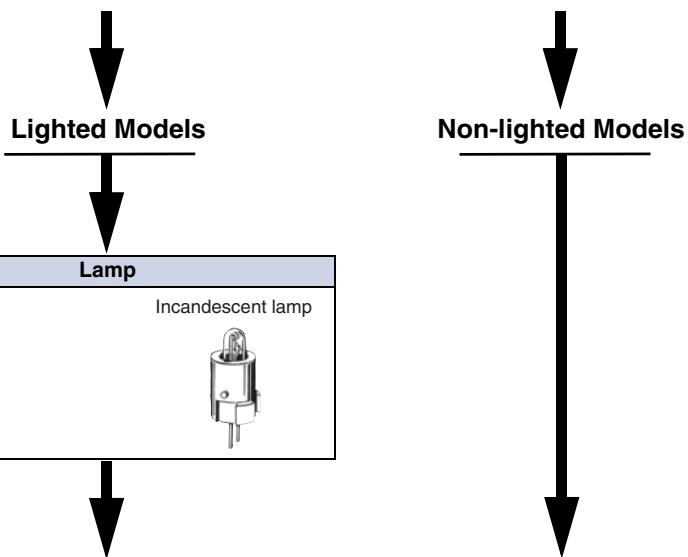 Lighted Models
Non-lighted Models
Lamp
Incandescent lamp